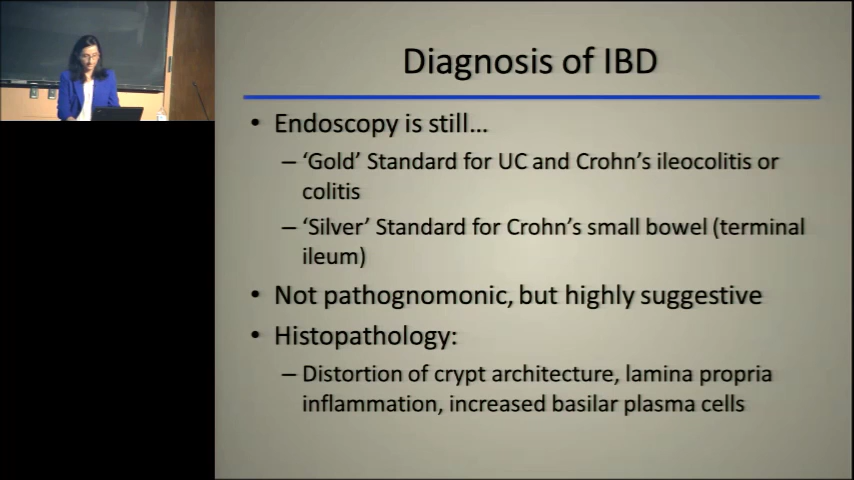 Diagnosis of IBD
• Endoscopy is still…
– ‘Gold’ Standard for UC and Crohn’s ileocolitis or
colitis
– ‘Silver’ Standard for Crohn’s small bowel (terminal
ileum)
• Not pathognomonic, but highly suggestive
• Histopathology:
– Distortion of crypt architecture, lamina propria
inflammation, increased basilar plasma cells